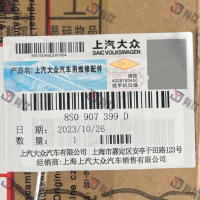 上汽大众
SAIC VOLKSWAGEN
产品名: 上汽大众汽车用维修配件
4008193450
8S0 907 399 D
日期: 2023/10/26
数量: 1
上汽大众汽车有限公司 上海市嘉定区安亭于田路123号
经销商:上海上汽大众汽车销售有限公司